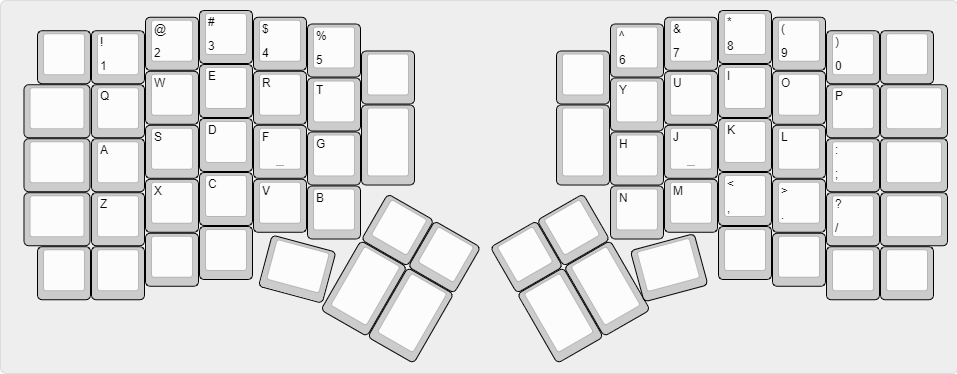 ! @ # $ % ^ & * ( )
1 2 3 4 5 6 7 8 9 0
Q W E R T Y U I O P
A S D F G H J K L :
_ _ ;
Z X C V B N M < > ?
, . /